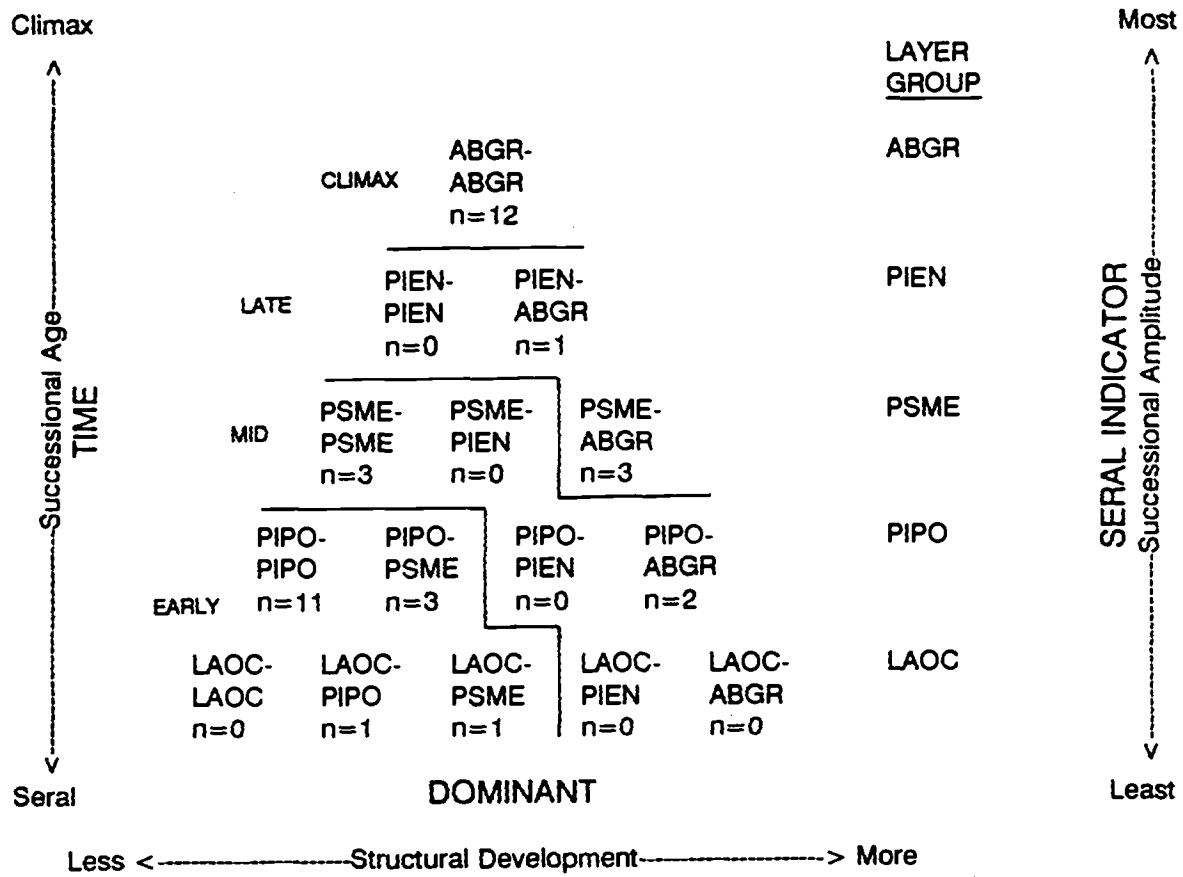 Climax
Most
LAYER
GROUP
ABGR-
ABGR
n=12
CLIMAX
ABGR
PIEN-
PIEN
n=0
PIEN-
ABGR
n=1
LATE
PIEN
PSME-
PSME
n=3
PSME-
PIEN
n=0
PSME-
ABGR
n=3
MID
PSME
PIPO-
PIPO
n=11
PIPO-
PSME
n=3
PIPO-
PIEN
n=0
PIPO-
ABGR
n=2
EARLY
PIPO
LAOC-
LAOC
n=0
LAOC-
PIPO
n=1
LAOC-
PSME
n=1
LAOC-
PIEN
n=0
LAOC-
ABGR
n=0
LAOC
Successional Age
TIME
SERAL INDICATOR
Successional Amplitude
Seral
DOMINANT
Least
Less <-----Structural Development-----> More